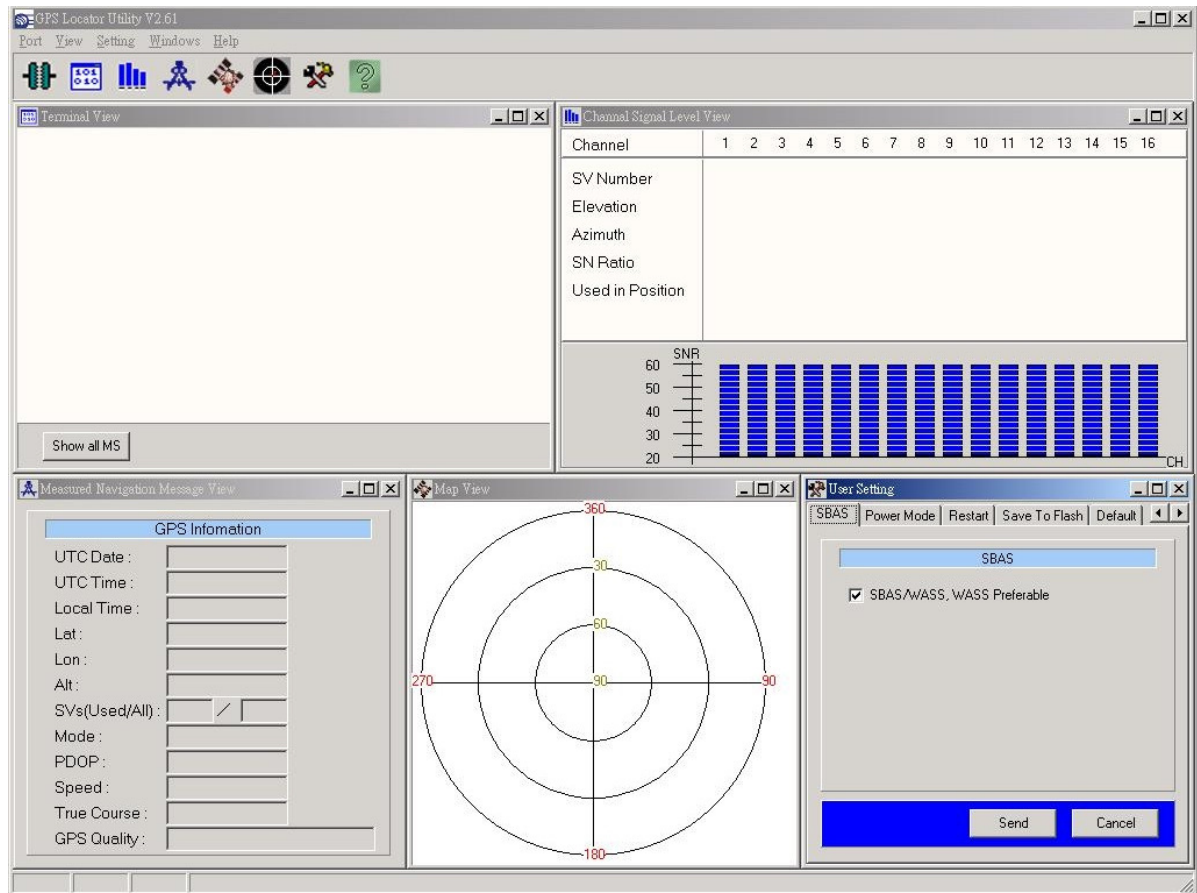 GPS Locator Utility V2.61
Port View Setting Windows Help
101
010
Terminal View
Show all MS
Channal Signal Level View
Channel 1 2 3 4 5 6 7 8 9 10 11 12 13 14 15 16
SV Number
Elevation
Azimuth
SN Ratio
Used in Position
SNR
60
50
40
30
20
CH.
Measured Navigation Message View
GPS Infomation
UTC Date :
UTC Time :
Local Time :
Lat :
Lon :
Alt :
SVs(Used/All) : /
Mode :
PDOP :
Speed :
True Course :
GPS Quality :
Map View
360
30
60
270 90 90
180
User Setting
SBAS Power Mode Restart Save To Flash Default
SBAS
SBAS/WASS, WASS Preferable
Send Cancel